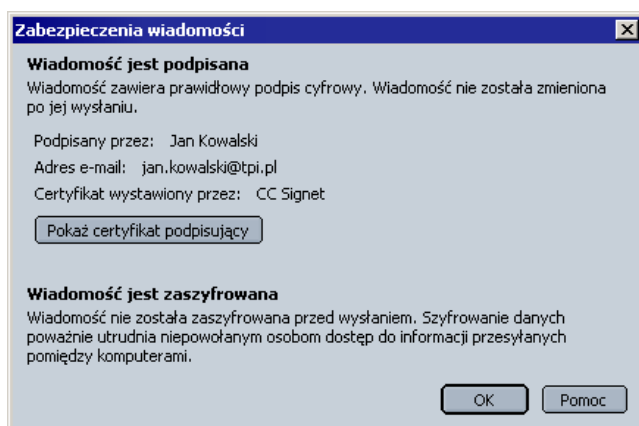 Zabezpieczenia wiadomości
Wiadomość jest podpisana
Wiadomość zawiera prawidłowy podpis cyfrowy. Wiadomość nie została zmieniona
po jej wysłaniu.
Podpisany przez: Jan Kowalski
Adres e-mail: jan.kowalski@tpi.pl
Certyfikat wystawiony przez: CC Signet
Pokaż certyfikat podpisujący
Wiadomość jest zaszyfrowana
Wiadomość nie została zaszyfrowana przed wysłaniem. Szyfrowanie danych
poważnie utrudnia niepowołanym osobom dostęp do informacji przesyłanych
pomiędzy komputerami.
OK Pomoc